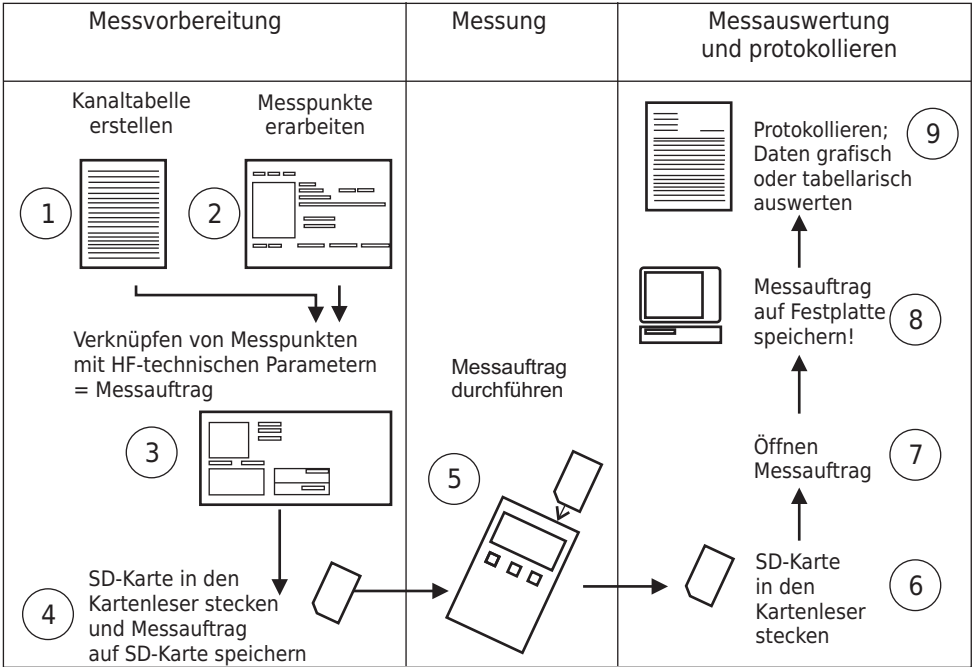 Messvorbereitung
Messung
Messauswertung
und protokollieren
Kanaltabelle
erstellen
Messpunkte
erarbeiten
1
2
Verknüpfen von Messpunkten
mit HF-technischen Parametern
= Messauftrag
3
4
SD-Karte in den
Kartenleser stecken
und Messauftrag
auf SD-Karte speichern
Messauftrag
durchführen
5
Protokollieren;
Daten grafisch
oder tabellarisch
auswerten
9
Messauftrag
auf Festplatte
speichern!
8
Öffnen
Messauftrag
7
SD-Karte
in den
Kartenleser
stecken
6